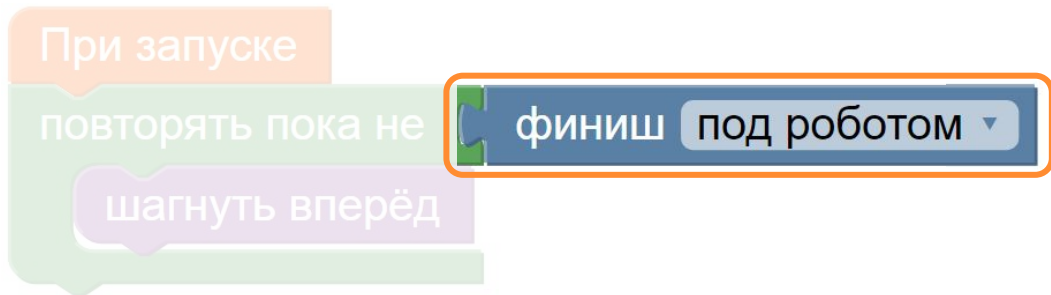 При запуске
повторять пока не финиш под роботом
шагнуть вперёд